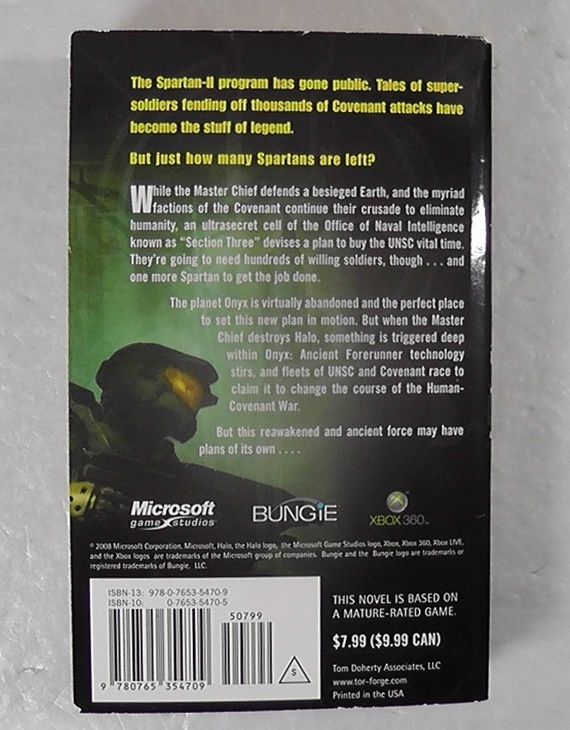 The Spartan-II program has gone public. Tales of super-
soldiers fending off thousands of Covenant attacks have
become the stuff of legend.
But just how many Spartans are left?
While the Master Chief defends a besieged Earth, and the myriad
factions of the Covenant continue their crusade to eliminate
humanity, an ultrasecret cell of the Office of Naval Intelligence
known as "Section Three" devises a plan to buy the UNSC vital time.
They're going to need hundreds of willing soldiers, though . . . and
one more Spartan to get the job done.
The planet Onyx is virtually abandoned and the perfect place
to set this new plan in motion. But when the Master
Chief destroys Halo, something is triggered deep
within Onyx: Ancient Forerunner technology
stirs, and fleets of UNSC and Covenant race to
claim it to change the course of the Human-
Covenant War.
But this reawakened and ancient force may have
plans of its own . . . .
Microsoft
game studios
BUNGiE
XBOX 360
© 2008 Microsoft Corporation. Microsoft, Halo, the Halo logo, the Microsoft Game Studios logo, Xbox, Xbox 360, Xbox LIVE,
and the Xbox logos are trademarks of the Microsoft group of companies. Bungie and the Bungie logo are trademarks or
registered trademarks of Bungie, LLC.
ISBN-13: 978-0-7653-5470-9
ISBN-10: 0-7653-5470-5
50799
9 780765 354709
S
THIS NOVEL IS BASED ON
A MATURE-RATED GAME.
$7.99 ($9.99 CAN)
Tom Doherty Associates, LLC
www.tor-forge.com
Printed in the USA